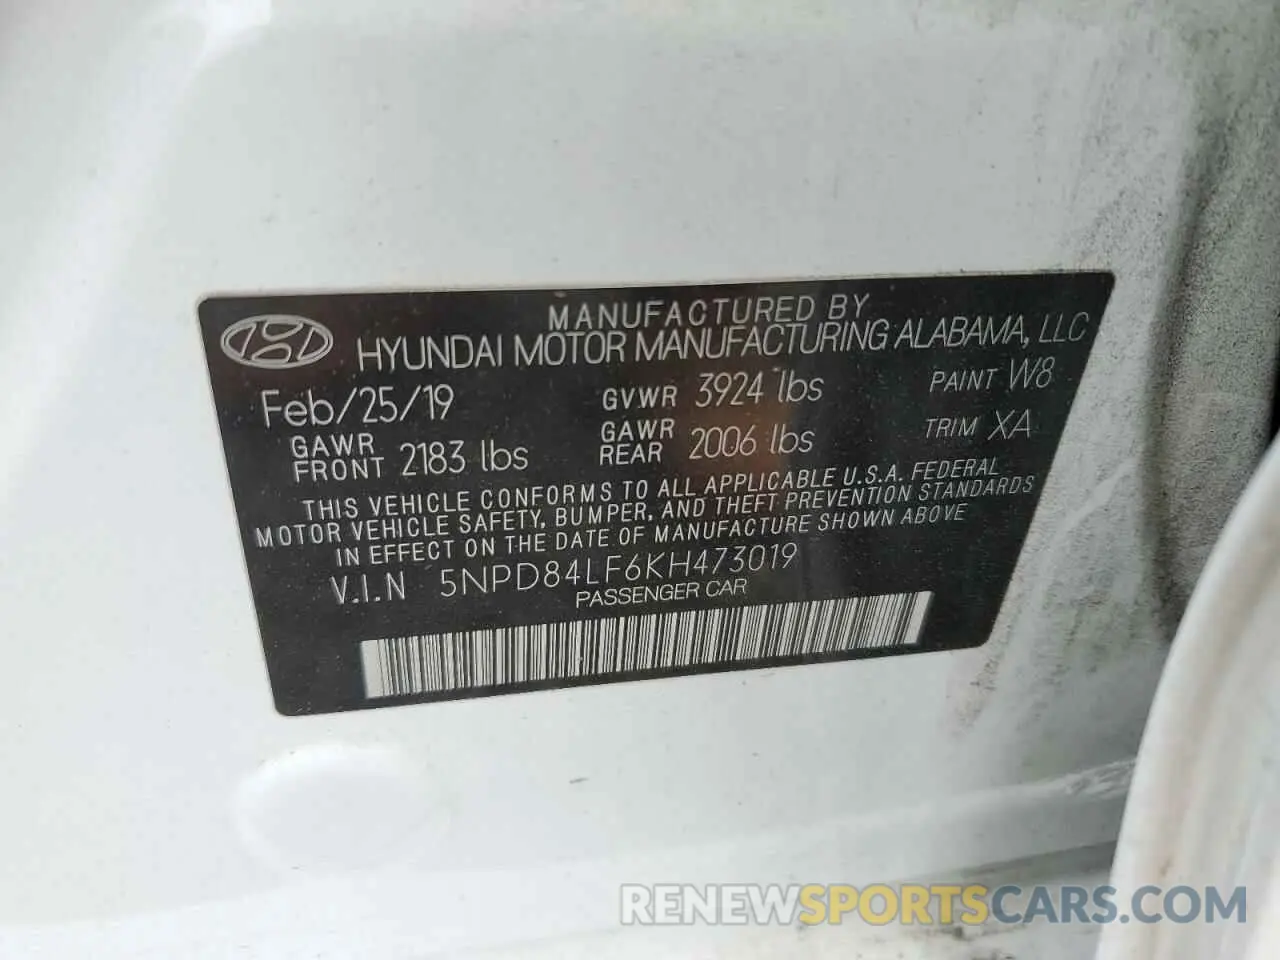 MANUFACTURED BY
HYUNDAI MOTOR MANUFACTURING ALABAMA, LLC
Feb/25/19 GVWR 3924 lbs PAINT W8
GAWR FRONT 2183 lbs GAWR REAR 2006 lbs TRIM XA
THIS VEHICLE CONFORMS TO ALL APPLICABLE U.S.A. FEDERAL
MOTOR VEHICLE SAFETY, BUMPER, AND THEFT PREVENTION STANDARDS
IN EFFECT ON THE DATE OF MANUFACTURE SHOWN ABOVE
V.I.N 5NPD84LF6KH473019
PASSENGER CAR
RENEWSPORTSCARS.COM